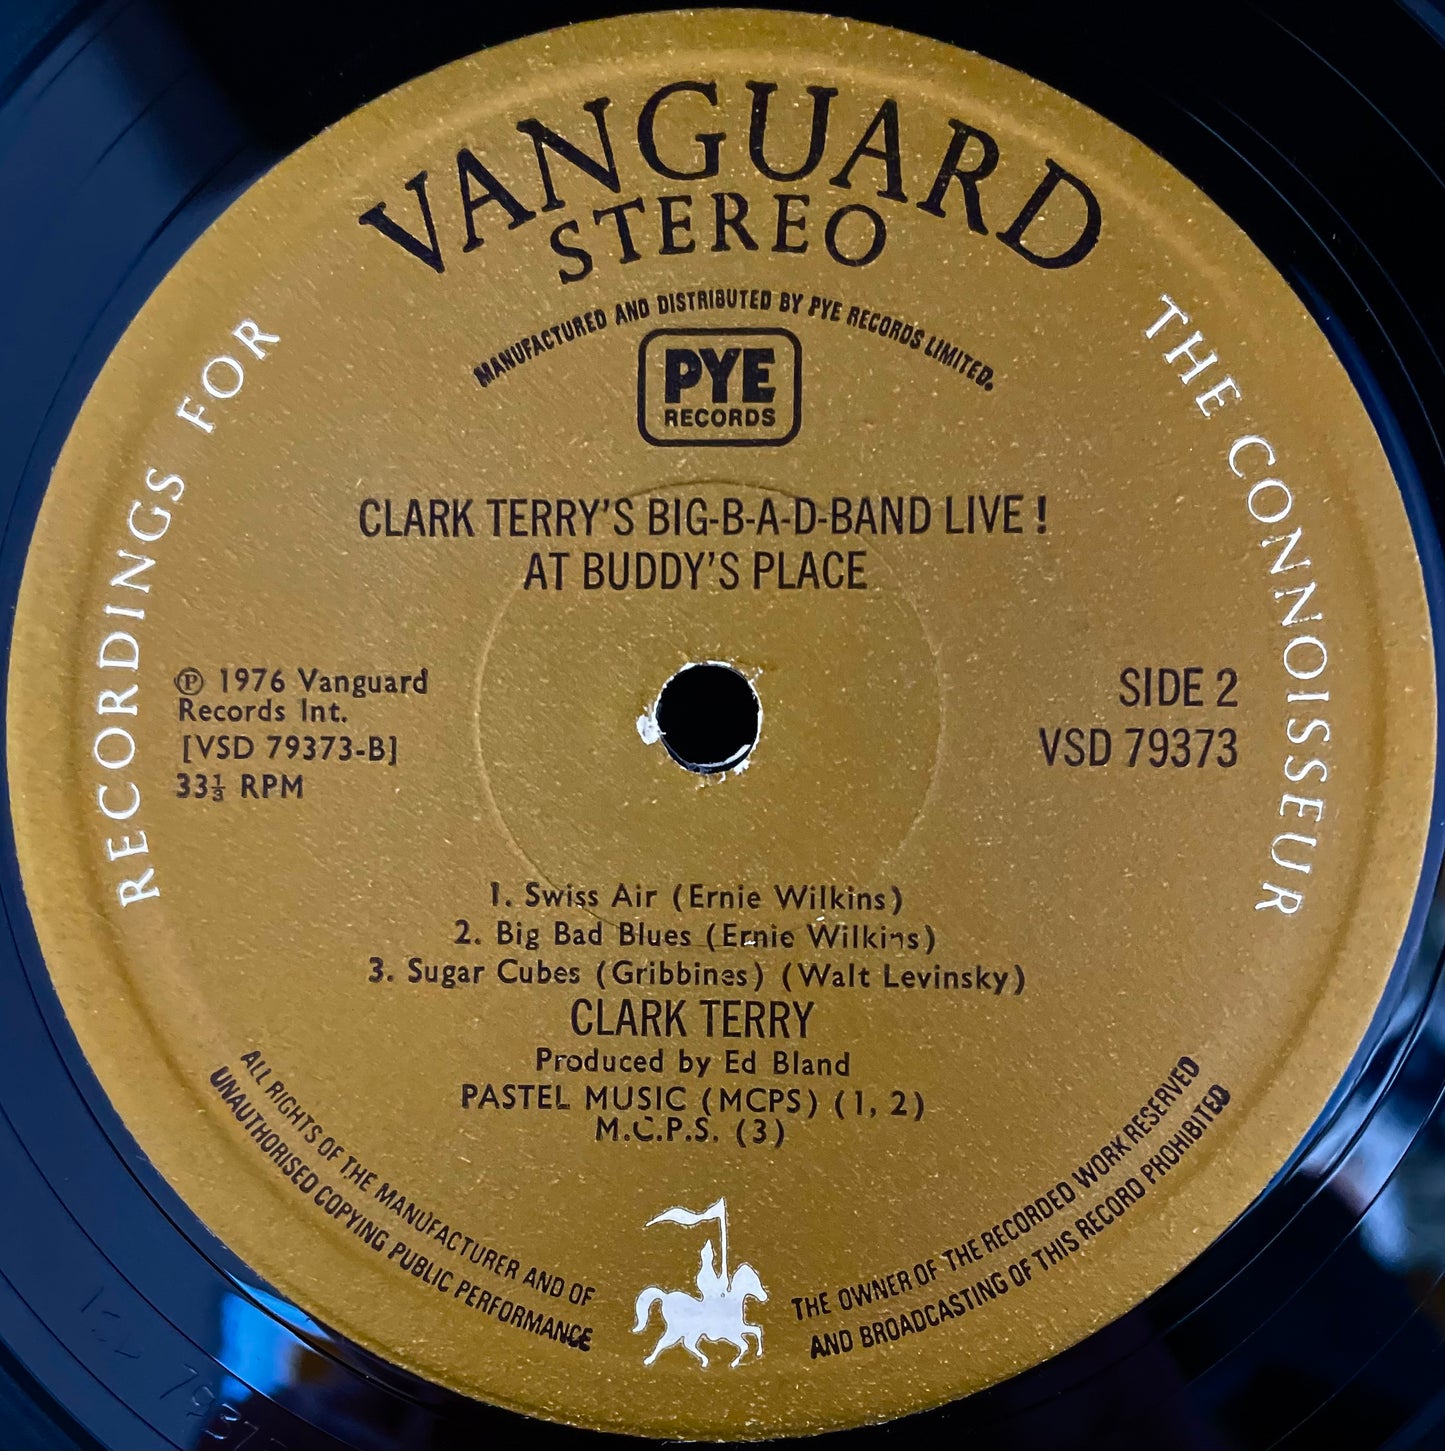 VANGUARD
STEREO
MANUFACTURED AND DISTRIBUTED BY PYE RECORDS LIMITED.
PYE
RECORDS
RECORDINGS FOR
THE CONNOISSEUR
CLARK TERRY'S BIG-B-A-D-BAND LIVE!
AT BUDDY'S PLACE
℗ 1976 Vanguard
Records Int.
[VSD 79373-B]
33⅓ RPM
SIDE 2
VSD 79373
1. Swiss Air (Ernie Wilkins)
2. Big Bad Blues (Ernie Wilkins)
3. Sugar Cubes (Gribbines) (Walt Levinsky)
CLARK TERRY
Produced by Ed Bland
PASTEL MUSIC (MCPS) (1, 2)
M.C.P.S. (3)
ALL RIGHTS OF THE MANUFACTURER AND OF
THE OWNER OF THE RECORDED WORK RESERVED
UNAUTHORISED COPYING PUBLIC PERFORMANCE
AND BROADCASTING OF THIS RECORD PROHIBITED